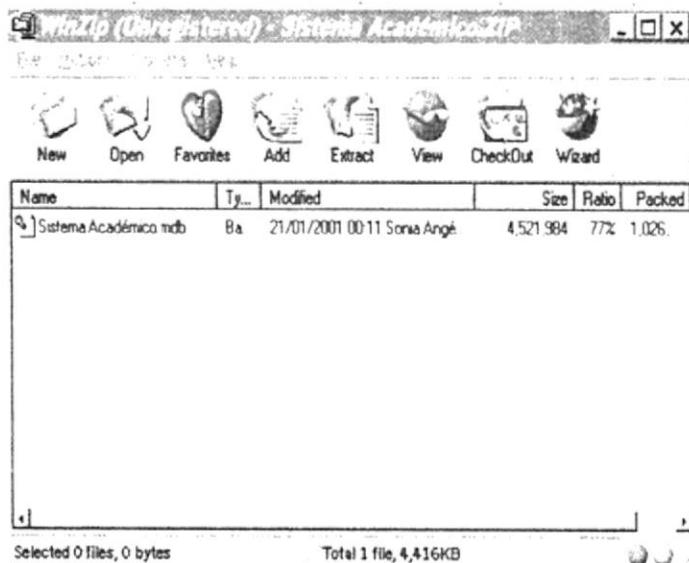 WinZip (Unregistered) - Sistema Académico.ZIP
New Open Favorites Add Extract View CheckOut Wizard
Name Ty... Modified Size Ratio Packed
Sistema Académico.mdb Ba 21/01/2001 00:11 Sonia Angé 4,521,984 77% 1,026,
Selected 0 files, 0 bytes Total 1 file, 4,416KB